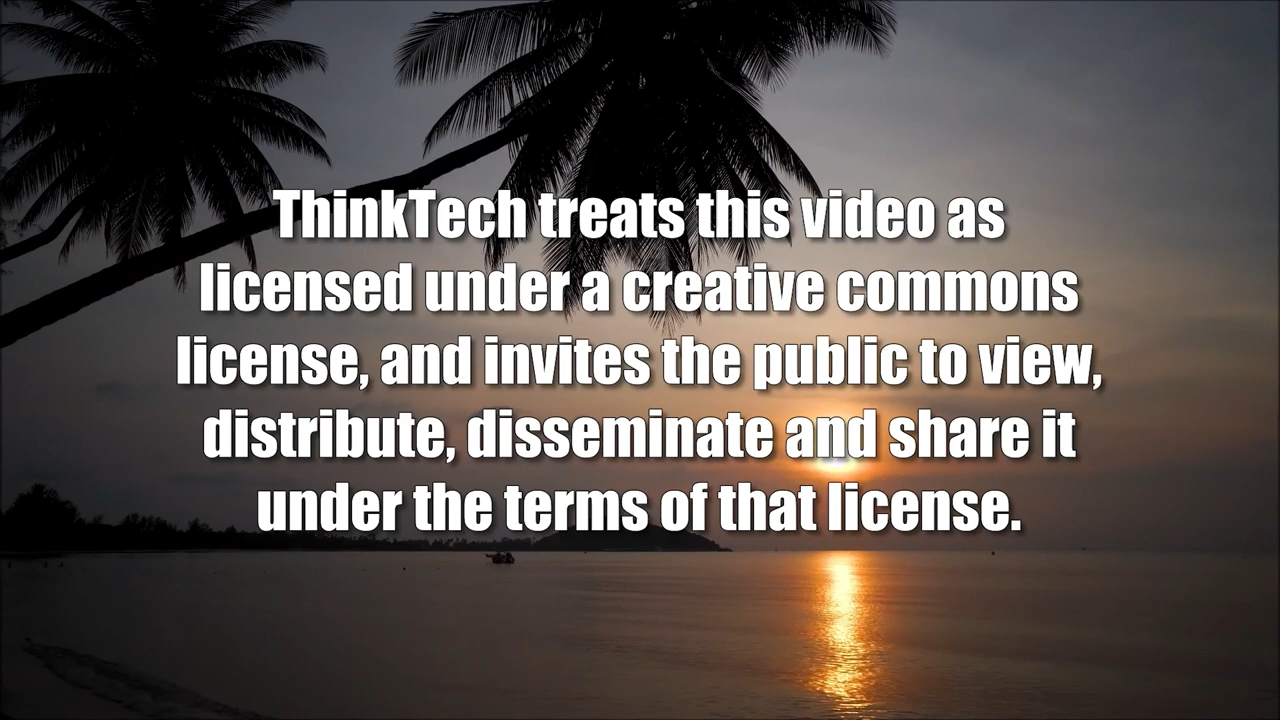 ThinkTech treats this video as
licensed under a creative commons
license, and invites the public to view,
distribute, disseminate and share it
under the terms of that license.